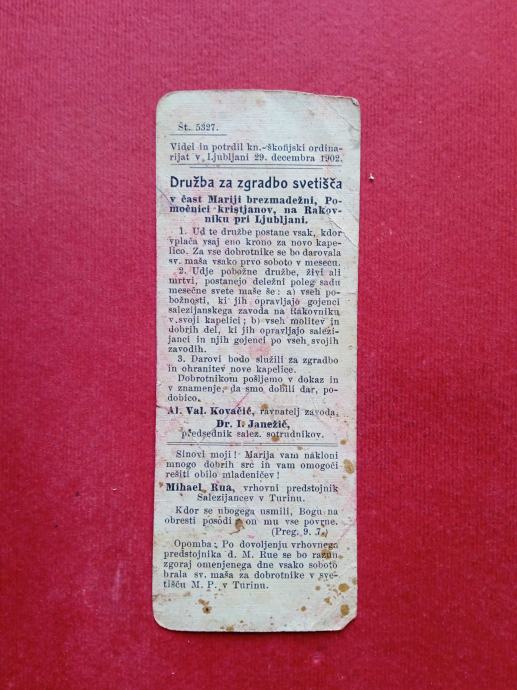 Št. 5327.
Videl in potrdil kn.-škofijski ordina-
rijat v Ljubljani 29. decembra 1902.
Družba za zgradbo svetišča
v čast Mariji brezmadežni, Po-
močnici kristjanov, na Rakov-
niku pri Ljubljani.
1. Ud te družbe postane vsak, kdor
vplača vsaj eno krono za novo kape-
lico. Za vse dobrotnike se bo darovala
sv. maša vsako prvo soboto v mesecu.
2. Udje pobožne družbe, živi ali
mrtvi, postanejo deležni poleg sadu
mesečne svete maše še: a) vseh po-
božnosti, ki jih opravljajo gojenci
salezijanskega zavoda na Rakovniku
v svoji kapelici; b) vseh molitev in
dobrih del, ki jih opravljajo salezi-
janci in njih gojenci po vseh svojih
zavodih.
3. Darovi bodo služili za zgradbo
in ohranitev nove kapelice.
Dobrotnikom pošljemo v dokaz in
v znamenje, da smo dobili dar, po-
dobico.
Al. Val. Kovačič, ravnatelj zavoda,
Dr. I. Janežič,
predsednik salez. sotrudnikov.
Sinovi moji! Marija vam nakloni
mnogo dobrih src in vam omogoči
rešiti obilo mladeničev!
Mihael Rua, vrhovni predstojnik
Salezijancev v Turinu.
Kdor se ubogega usmili, Bogu na
obresti posodi, on mu vse povrne.
(Preg. 9. 7.)
Opomba: Po dovoljenju vrhovnega
predstojnika d. M. Rue se bo razun
zgoraj omenjenega dne vsako soboto
brala sv. maša za dobrotnike v sve-
tišču M. P. v Turinu.